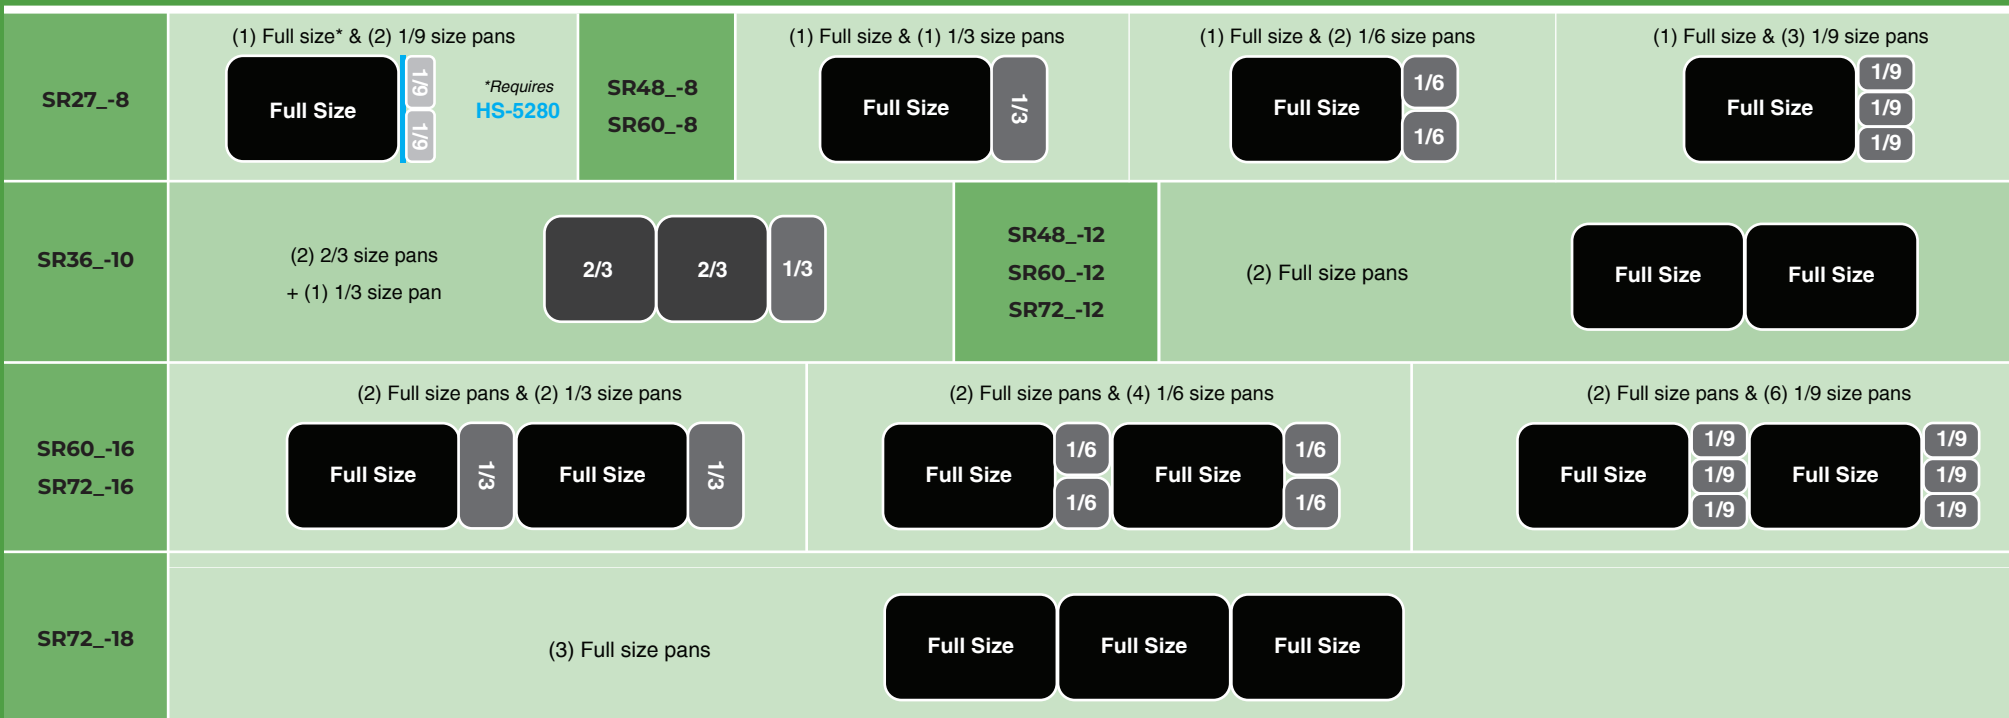 SR27_-8
(1) Full size* & (2) 1/9 size pans
Full Size
1/9
1/9
*Requires
HS-5280
SR48_-8
SR60_-8
(1) Full size & (1) 1/3 size pans
Full Size
1/3
(1) Full size & (2) 1/6 size pans
Full Size
1/6
1/6
(1) Full size & (3) 1/9 size pans
Full Size
1/9
1/9
1/9
SR36_-10
(2) 2/3 size pans
+ (1) 1/3 size pan
2/3
2/3
1/3
SR48_-12
SR60_-12
SR72_-12
(2) Full size pans
Full Size
Full Size
SR60_-16
SR72_-16
(2) Full size pans & (2) 1/3 size pans
Full Size
1/3
Full Size
1/3
(2) Full size pans & (4) 1/6 size pans
Full Size
1/6
1/6
Full Size
1/6
1/6
(2) Full size pans & (6) 1/9 size pans
Full Size
1/9
1/9
1/9
Full Size
1/9
1/9
1/9
SR72_-18
(3) Full size pans
Full Size
Full Size
Full Size